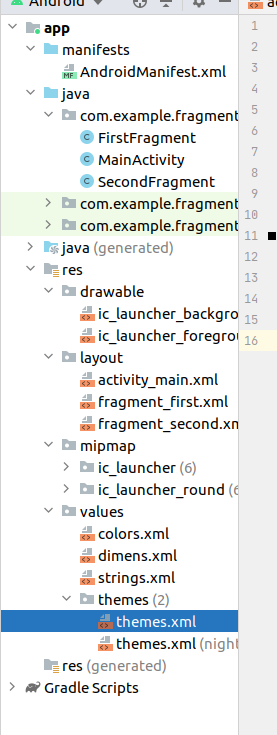 Android
app
manifests
AndroidManifest.xml
java
com.example.fragment
FirstFragment
MainActivity
SecondFragment
com.example.fragment
com.example.fragment
java (generated)
res
drawable
ic_launcher_backgro
ic_launcher_foregrou
layout
activity_main.xml
fragment_first.xml
fragment_second.xm
mipmap
ic_launcher (6)
ic_launcher_round (6
values
colors.xml
dimens.xml
strings.xml
themes (2)
themes.xml
themes.xml (night
res (generated)
Gradle Scripts
1
2
3
4
5
6
7
8
9
10
11
12
13
14
15
16